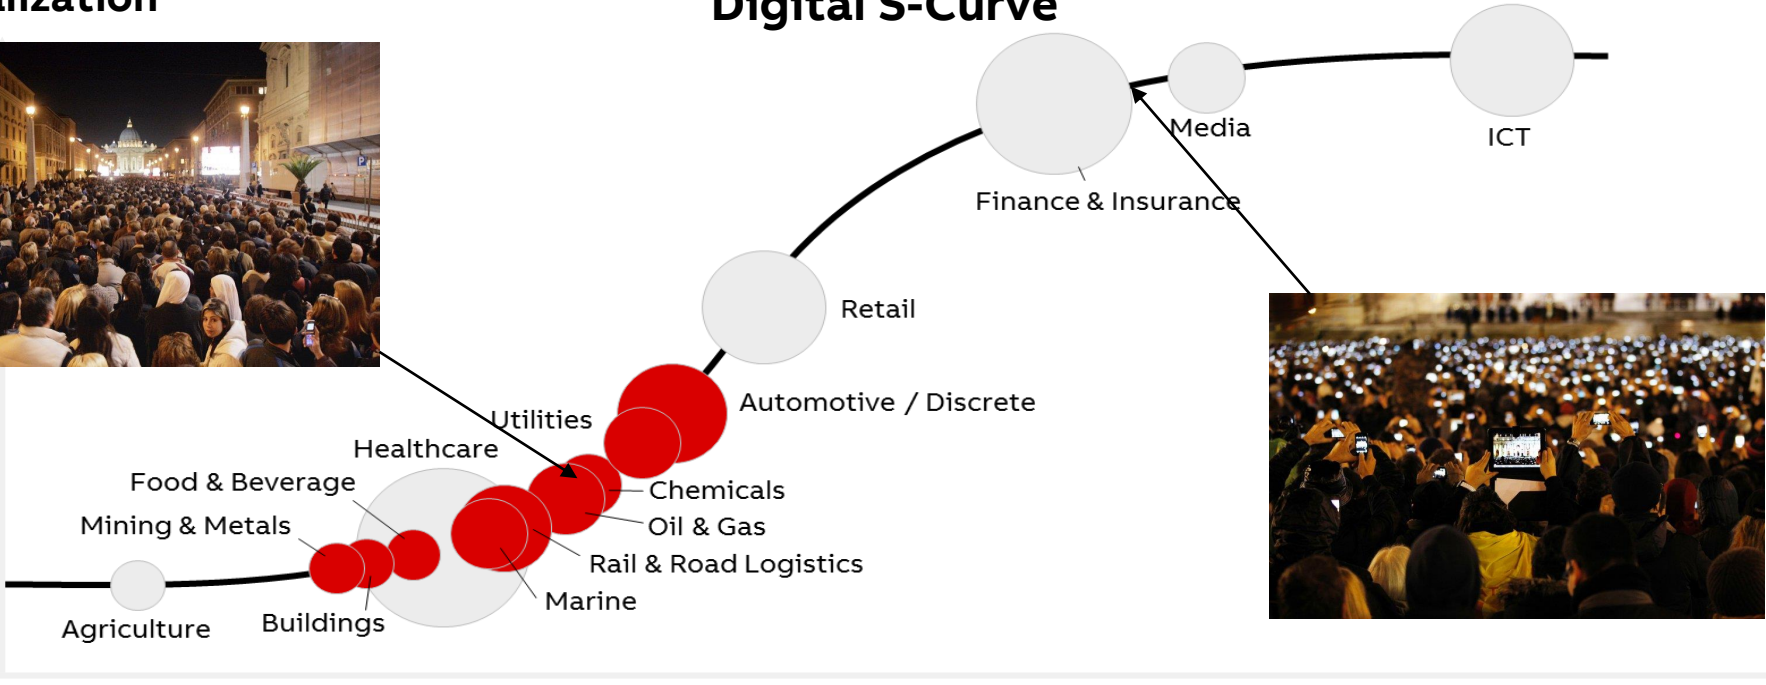 Digital S-Curve
Media
ICT
Finance & Insurance
Retail
Automotive / Discrete
Utilities
Healthcare
Food & Beverage
Chemicals
Mining & Metals
Oil & Gas
Rail & Road Logistics
Marine
Buildings
Agriculture
P